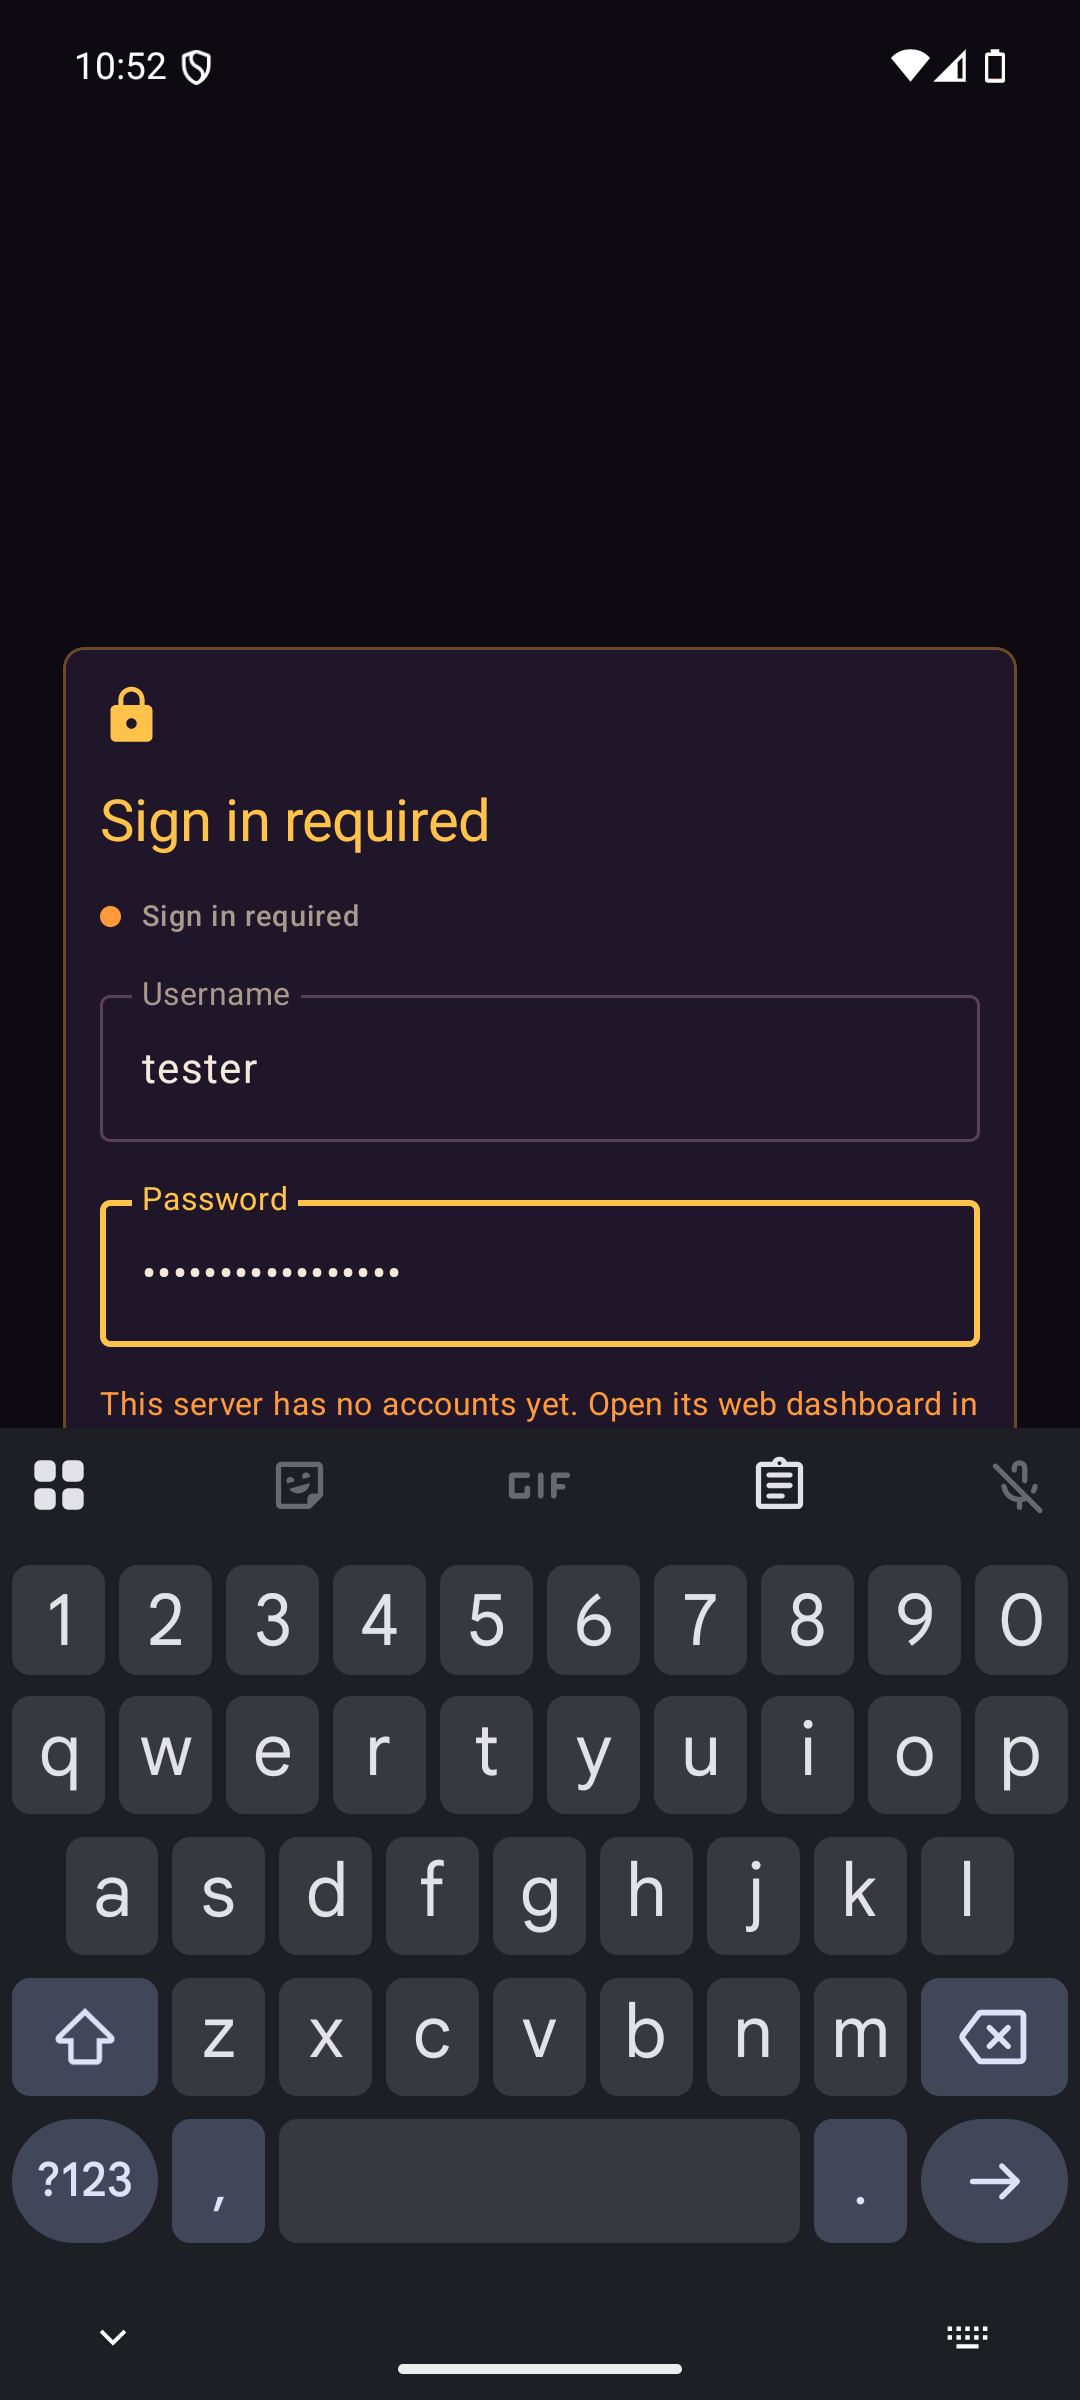 10:52
Sign in required
Sign in required
Username
tester
Password
•••••••••••••••••
This server has no accounts yet. Open its web dashboard in
GIF
1 2 3 4 5 6 7 8 9 0
q w e r t y u i o p
a s d f g h j k l
z x c v b n m
?123 , .